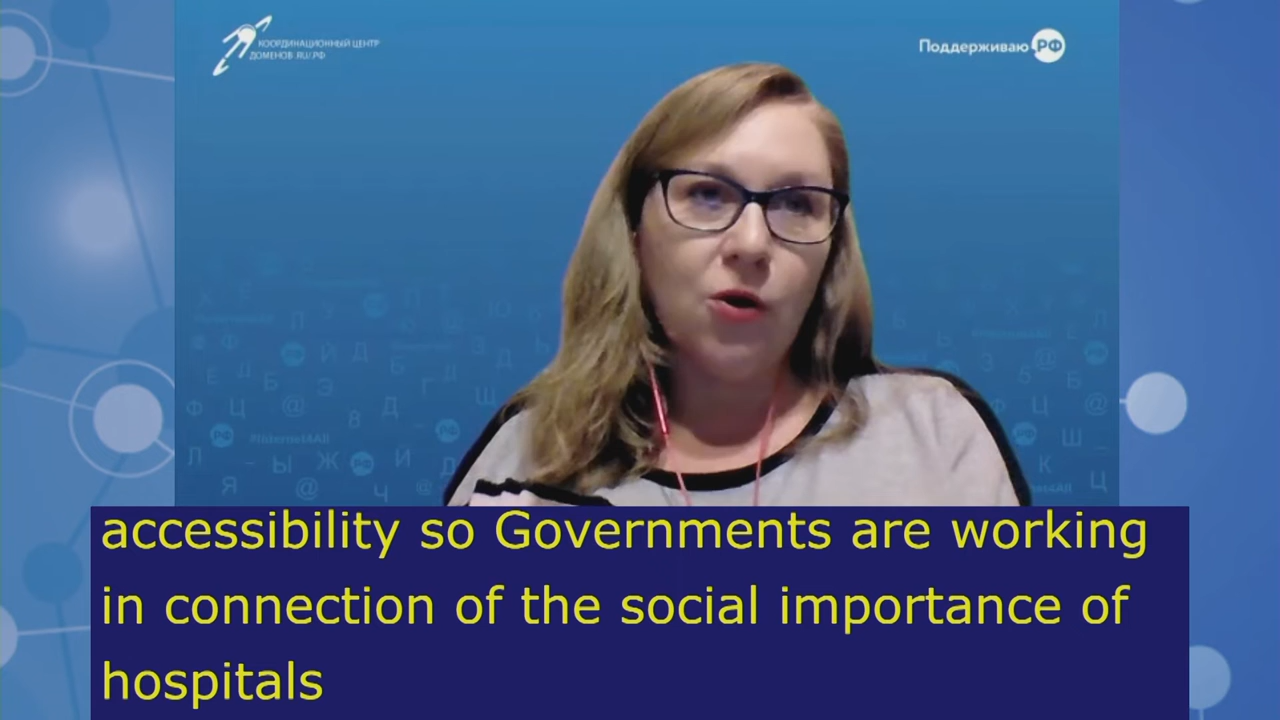 КООРДИНАЦИОННЫЙ ЦЕНТР
ДОМЕНОВ .RU/.РФ
Поддерживаю РФ
#Internet4All
accessibility so Governments are working
in connection of the social importance of
hospitals